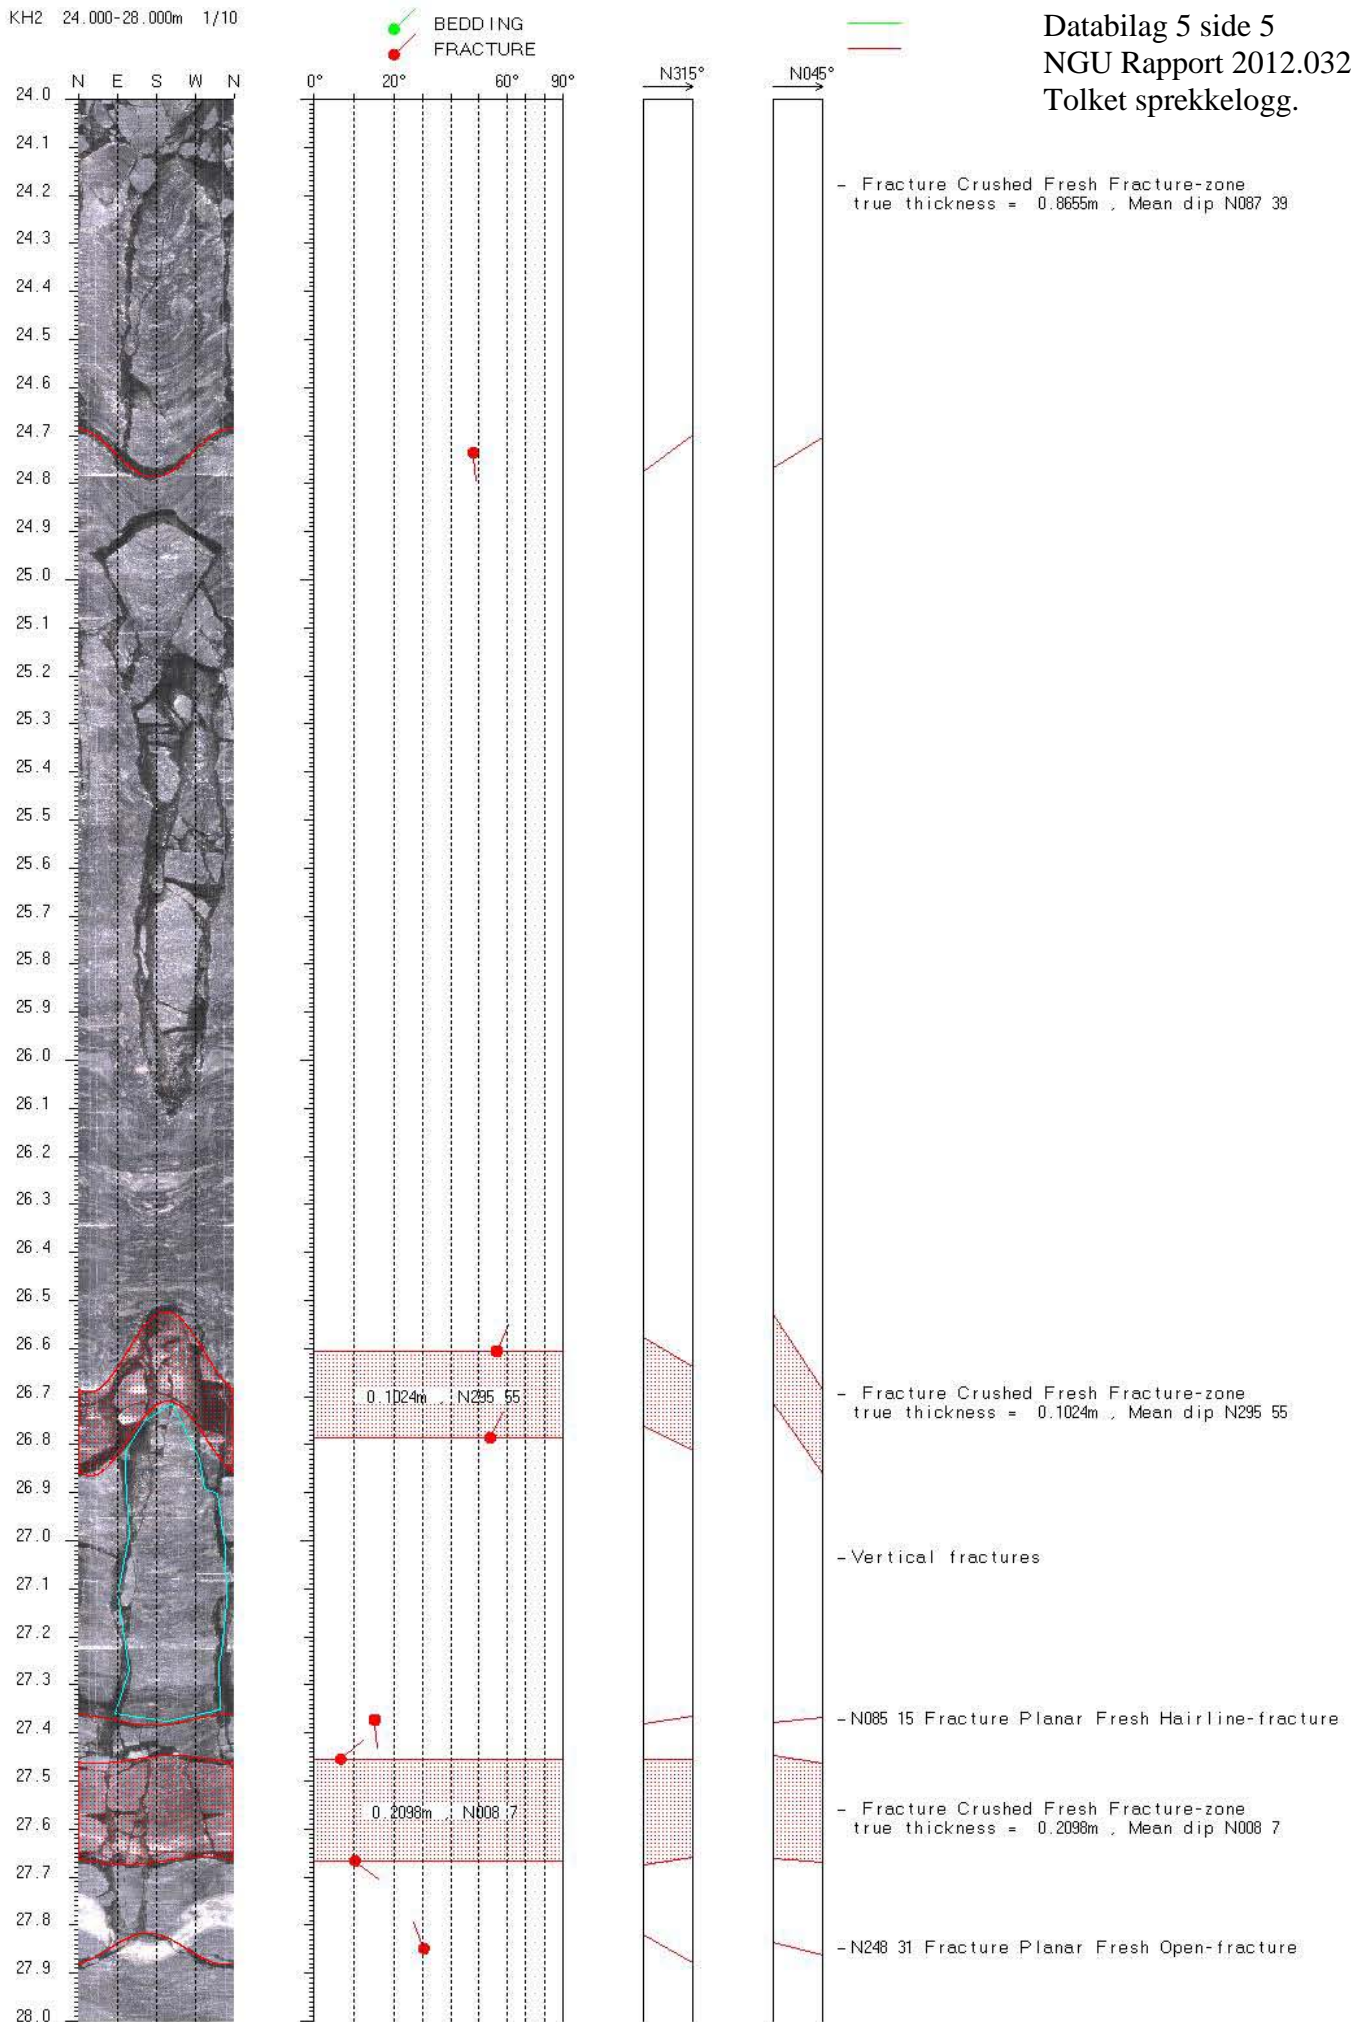 KH2 24.000-28.000m 1/10
BEDDING
FRACTURE
Databilag 5 side 5
NGU Rapport 2012.032
Tolket sprekkelogg.
N E S W N
0° 20° 60° 90°
N315°
N045°
24.0
24.1
- Fracture Crushed Fresh Fracture-zone
24.2
true thickness = 0.8655m , Mean dip N087 39
24.3
24.4
24.5
24.6
24.7
24.8
24.9
25.0
25.1
25.2
25.3
25.4
25.5
25.6
25.7
25.8
25.9
26.0
26.1
26.2
26.3
26.4
26.5
26.6
26.7
0.1024m , N295 55
- Fracture Crushed Fresh Fracture-zone
true thickness = 0.1024m , Mean dip N295 55
26.8
26.9
27.0
-Vertical fractures
27.1
27.2
27.3
-N085 15 Fracture Planar Fresh Hairline-fracture
27.4
27.5
0.2098m , N008 7
- Fracture Crushed Fresh Fracture-zone
27.6
true thickness = 0.2098m , Mean dip N008 7
27.7
27.8
-N248 31 Fracture Planar Fresh Open-fracture
27.9
28.0